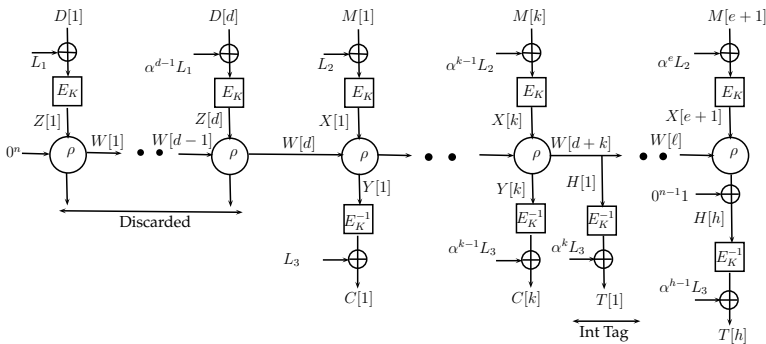 D[1] D[d] M[1] M[k] M[e + 1]
L_1 α^{d−1}L_1 L_2 α^{k−1}L_2 α^eL_2
E_K E_K E_K E_K E_K
Z[1] Z[d] X[1] X[k] X[e + 1]
0^n ρ W[1] W[d − 1] ρ W[d] ρ ρ W[d + k] W[ℓ] ρ
Y[1] Y[k] H[1] 0^{n−1}1
Discarded
E_K^{−1} E_K^{−1} E_K^{−1} H[h]
L_3 α^{k−1}L_3 α^kL_3 E_K^{−1}
C[1] C[k] T[1] α^{h−1}L_3
Int Tag
T[h]